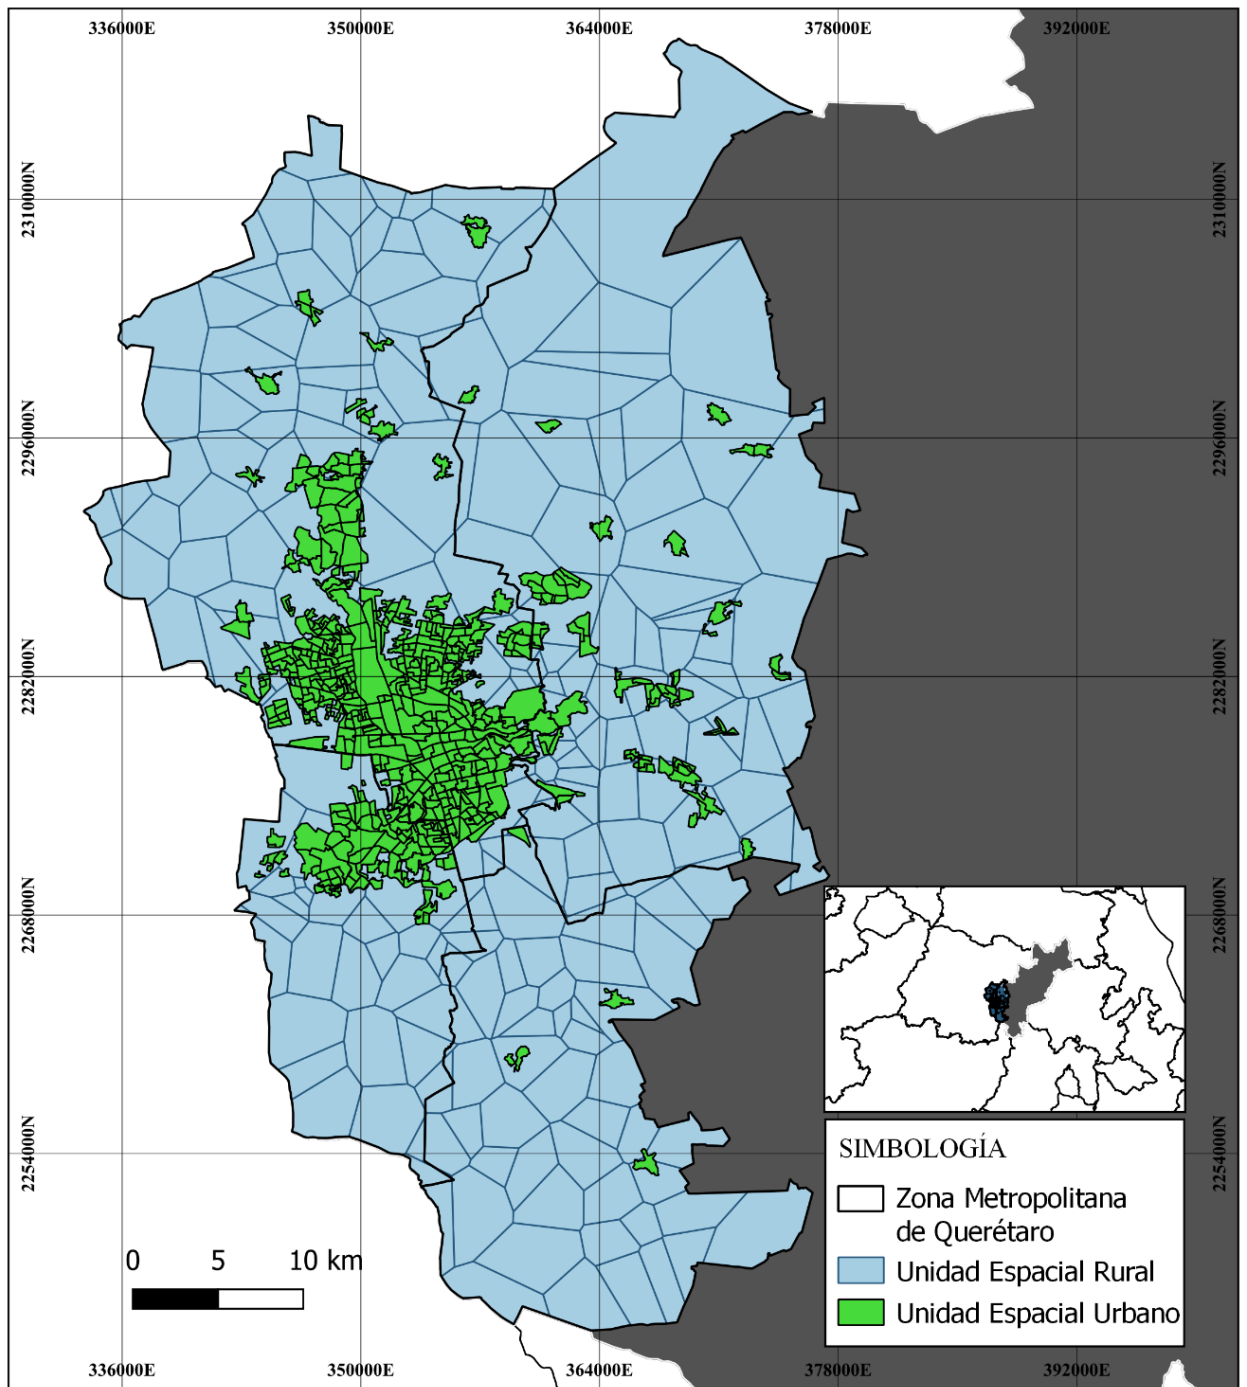 336000E 350000E 364000E 378000E 392000E
2310000N 2310000N
2296000N 2296000N
2282000N 2282000N
2268000N 2268000N
2254000N 2254000N
SIMBOLOGÍA
Zona Metropolitana
de Querétaro
Unidad Espacial Rural
Unidad Espacial Urbano
0 5 10 km
336000E 350000E 364000E 378000E 392000E